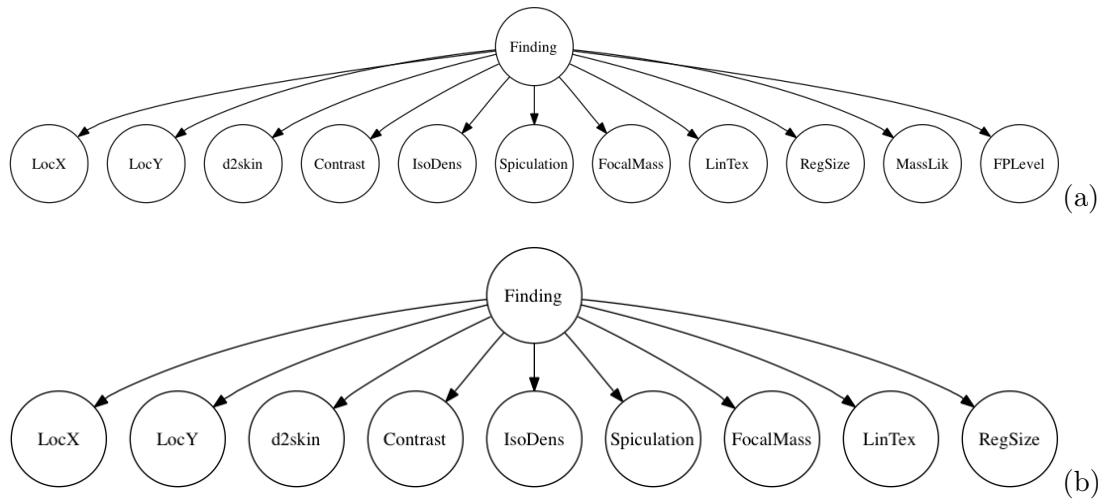 Finding
LocX LocY d2skin Contrast IsoDens Spiculation FocalMass LinTex RegSize MassLik FPLevel
(a)
Finding
LocX LocY d2skin Contrast IsoDens Spiculation FocalMass LinTex RegSize
(b)